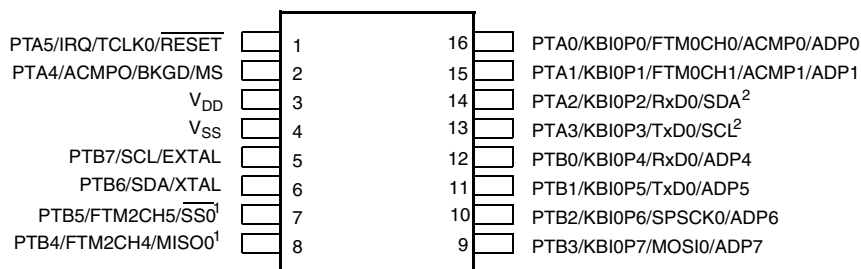 PTA5/IRQ/TCLK0/RESET 1 16 PTA0/KBI0P0/FTM0CH0/ACMP0/ADP0
PTA4/ACMPO/BKGD/MS 2 15 PTA1/KBI0P1/FTM0CH1/ACMP1/ADP1
VDD 3 14 PTA2/KBI0P2/RxD0/SDA²
VSS 4 13 PTA3/KBI0P3/TxD0/SCL²
PTB7/SCL/EXTAL 5 12 PTB0/KBI0P4/RxD0/ADP4
PTB6/SDA/XTAL 6 11 PTB1/KBI0P5/TxD0/ADP5
PTB5/FTM2CH5/SS0¹ 7 10 PTB2/KBI0P6/SPSCK0/ADP6
PTB4/FTM2CH4/MISO0¹ 8 9 PTB3/KBI0P7/MOSI0/ADP7